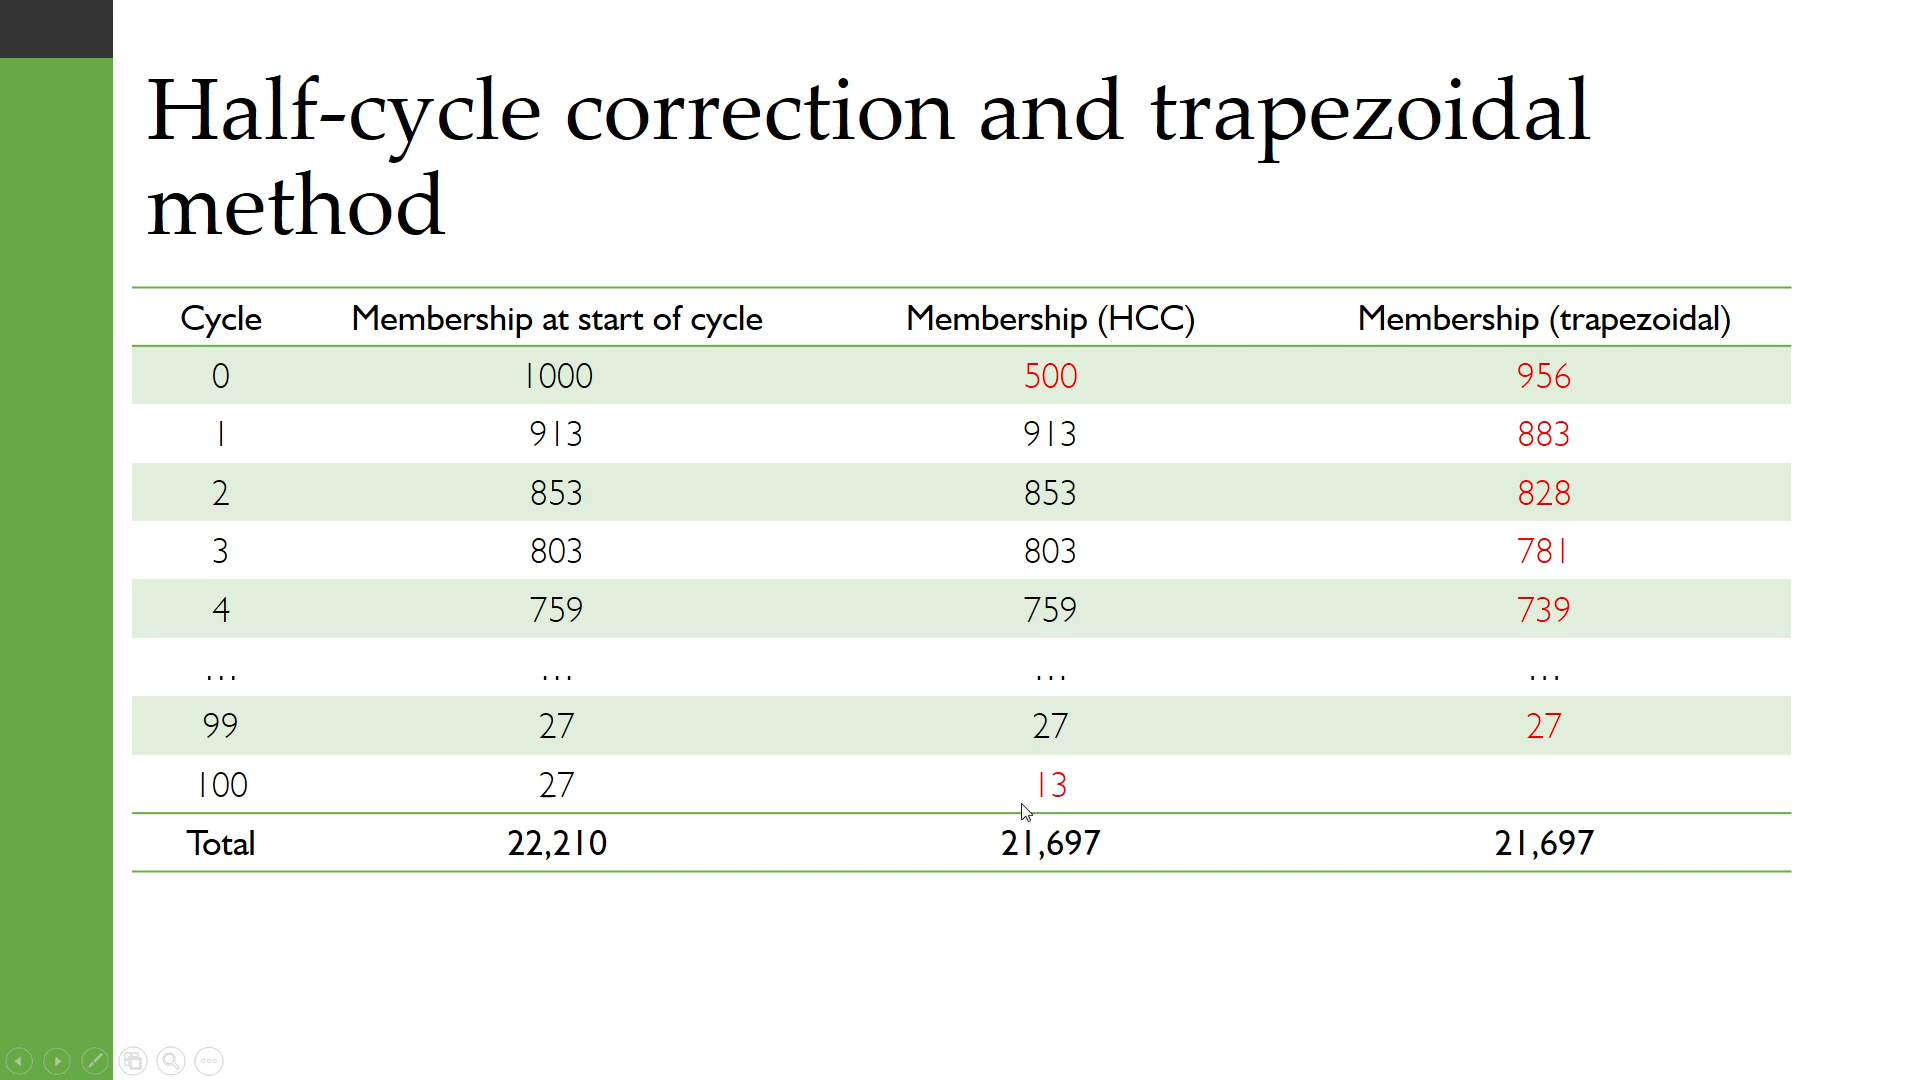 Half-cycle correction and trapezoidal
method
Cycle Membership at start of cycle Membership (HCC) Membership (trapezoidal)
0 1000 500 956
1 913 913 883
2 853 853 828
3 803 803 781
4 759 759 739
... ... ... ...
99 27 27 27
100 27 13
Total 22,210 21,697 21,697